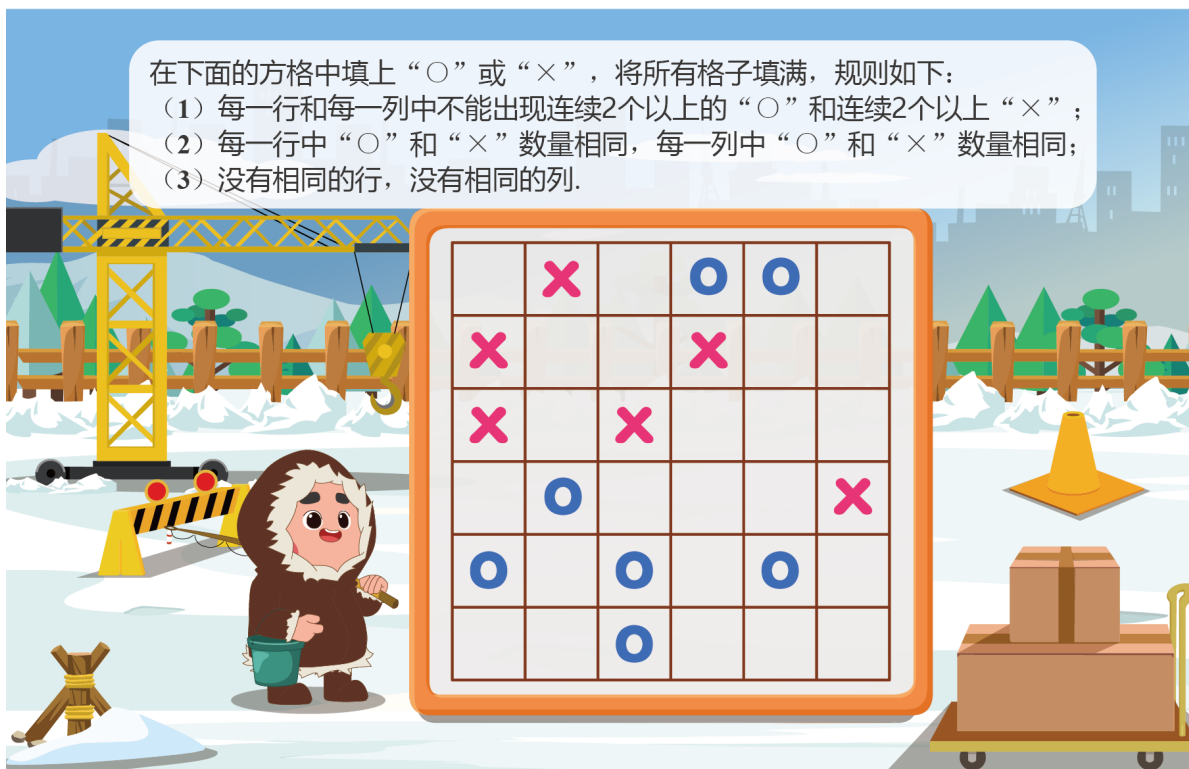 在下面的方格中填上“○”或“×”，将所有格子填满，规则如下：
（1）每一行和每一列中不能出现连续2个以上的“○”和连续2个以上“×”；
（2）每一行中“○”和“×”数量相同，每一列中“○”和“×”数量相同；
（3）没有相同的行，没有相同的列.
× ○ ○
× ×
× ×
○ ×
○ ○ ○
○